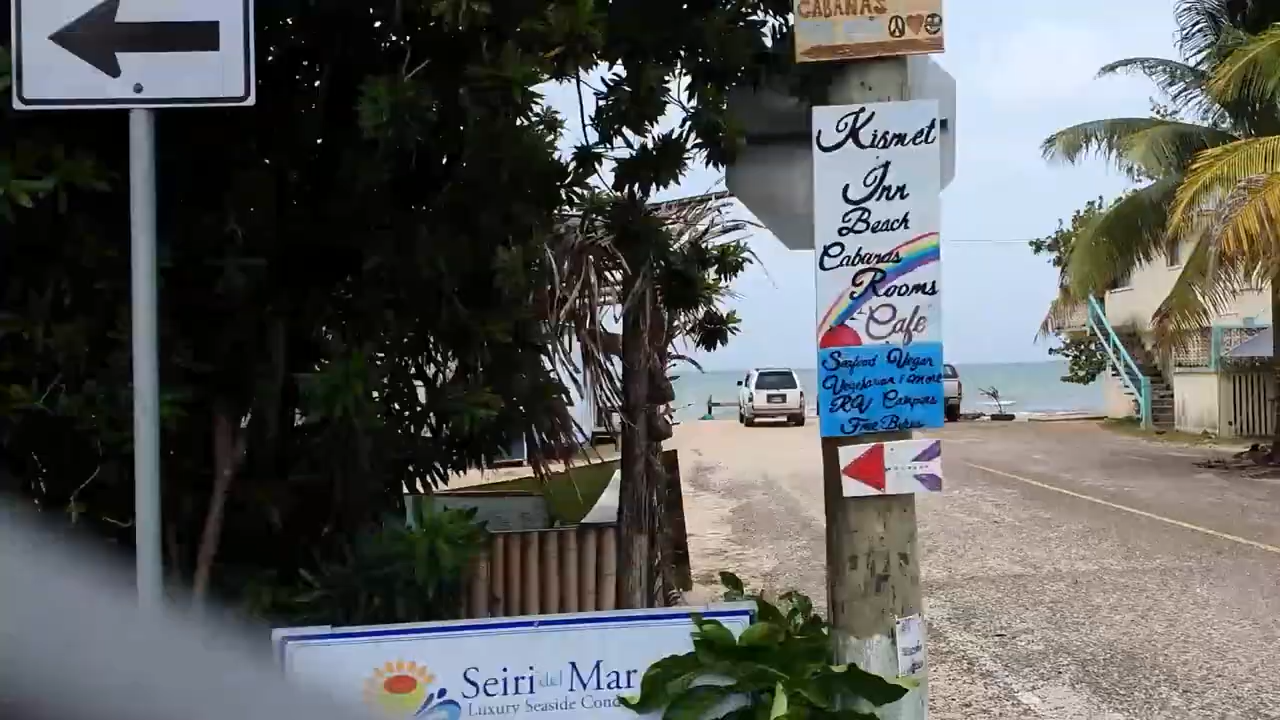 CABANAS
Kismet
Inn
Beach
Cabanas
Rooms
Cafe
Seafood Vegan
Vegetarian & more
RV Campers
Free Bikes
Seiri del Mar
Luxury Seaside